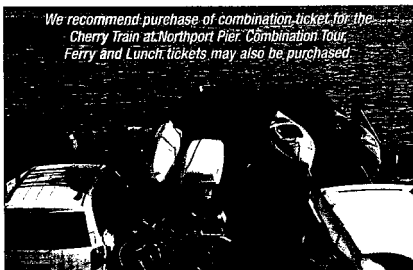 We recommend purchase of combination ticket for the
Cherry Train at Northport Pier. Combination Tour,
Ferry and Lunch tickets may also be purchased.